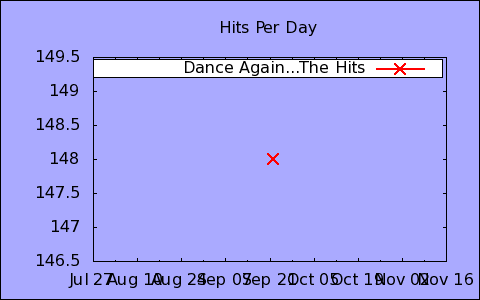 Hits Per Day
149.5
Dance Again...The Hits
149
148.5
148
147.5
147
146.5
Jul 27 Aug 10 Aug 24 Sep 07 Sep 21 Oct 05 Oct 19 Nov 02 Nov 16